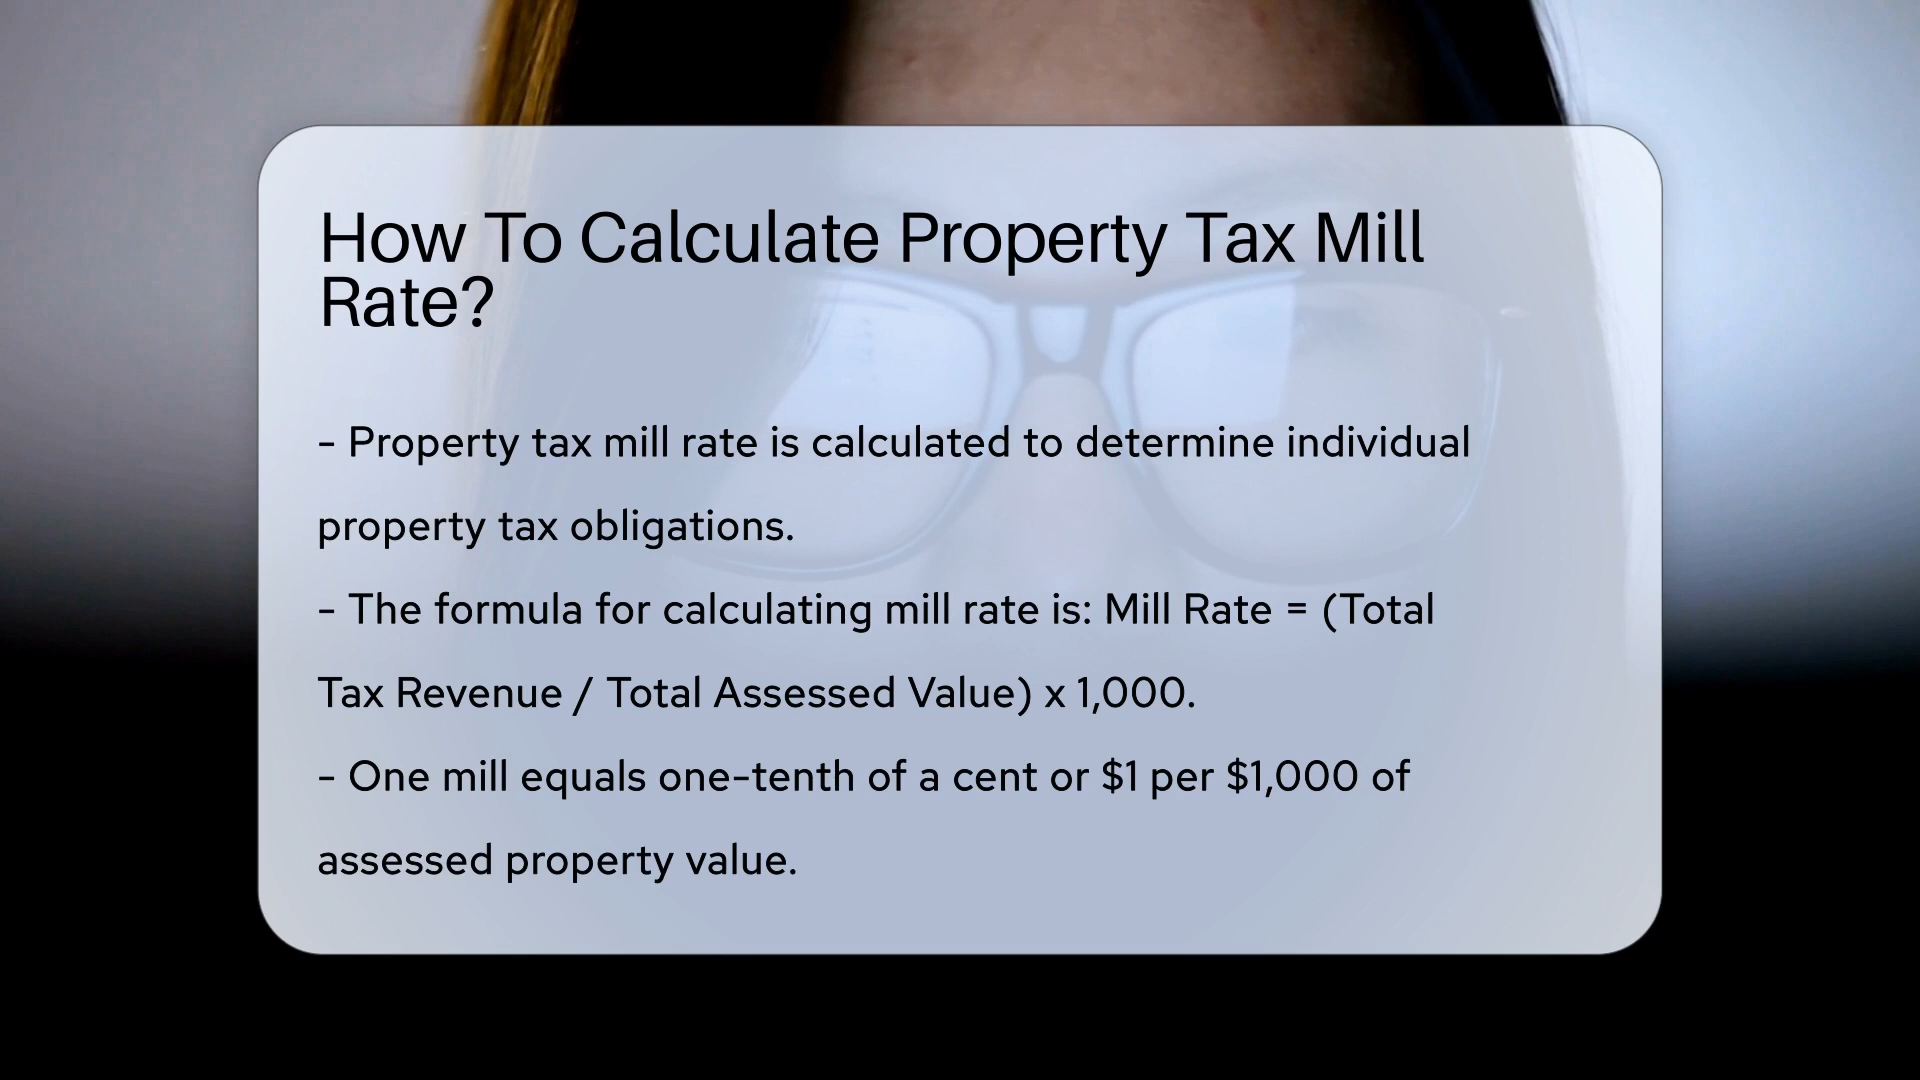 How To Calculate Property Tax Mill
Rate?
- Property tax mill rate is calculated to determine individual
property tax obligations.
- The formula for calculating mill rate is: Mill Rate = (Total
Tax Revenue / Total Assessed Value) x 1,000.
- One mill equals one-tenth of a cent or $1 per $1,000 of
assessed property value.